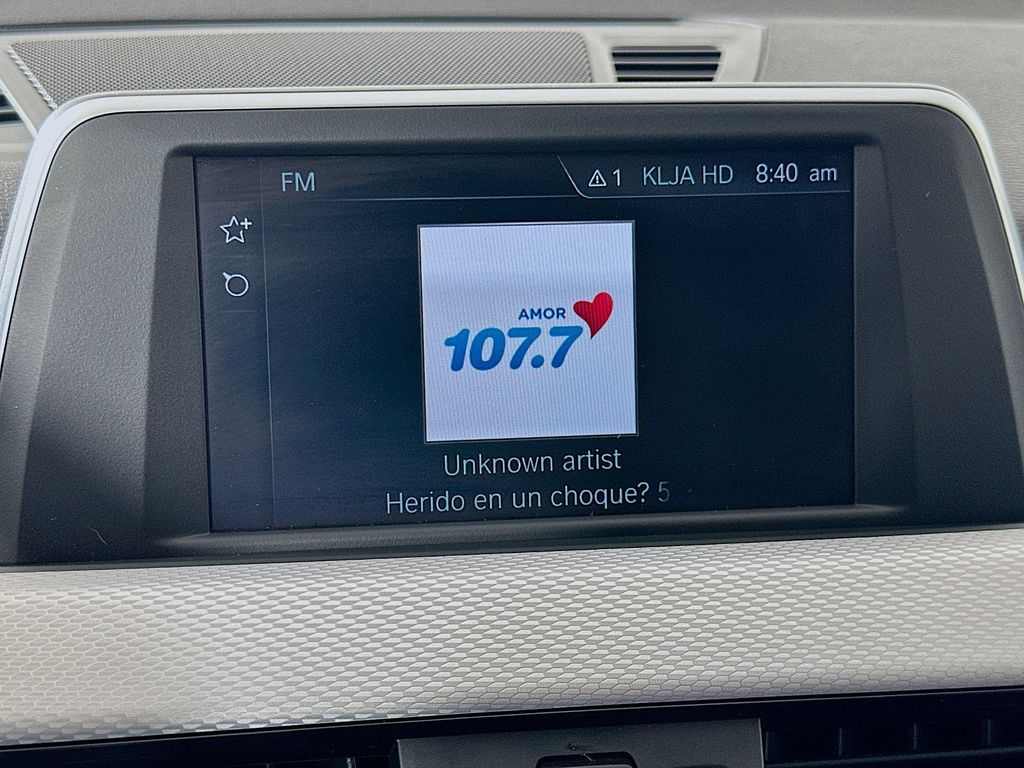 FM
1 KLJA HD 8:40 am
AMOR
107.7
Unknown artist
Herido en un choque? 5